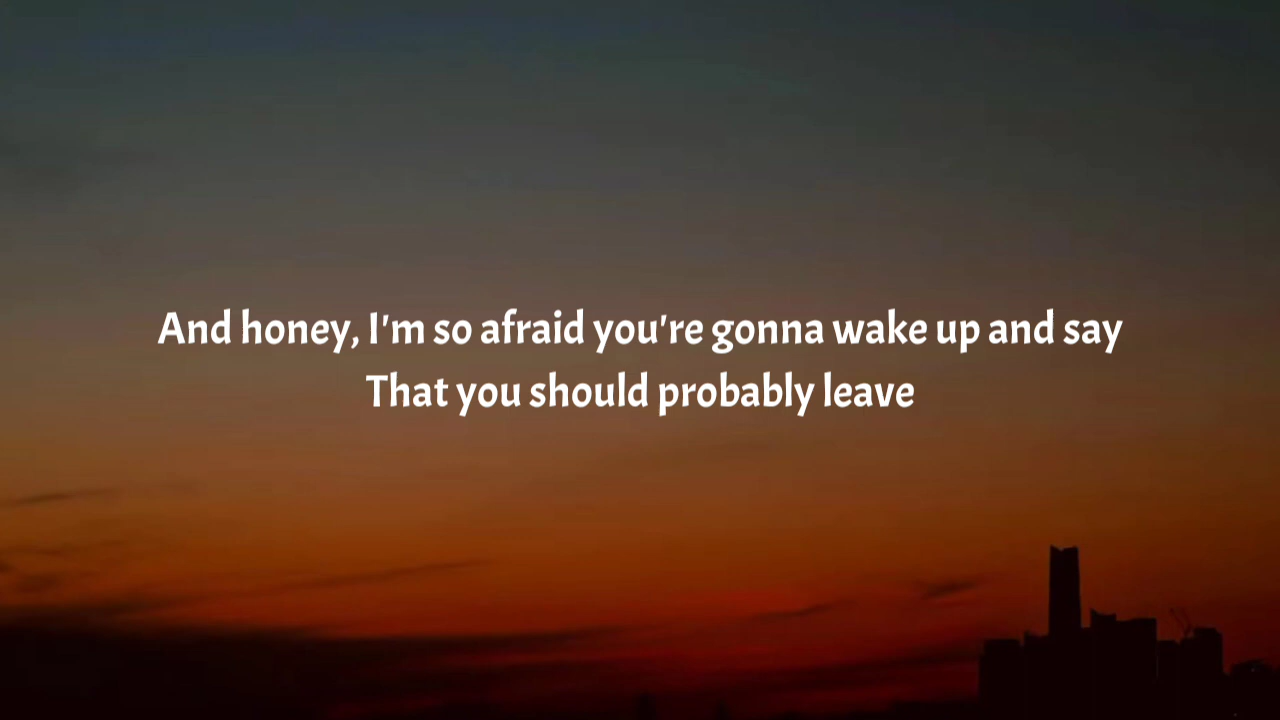 And honey, I'm so afraid you're gonna wake up and say
That you should probably leave